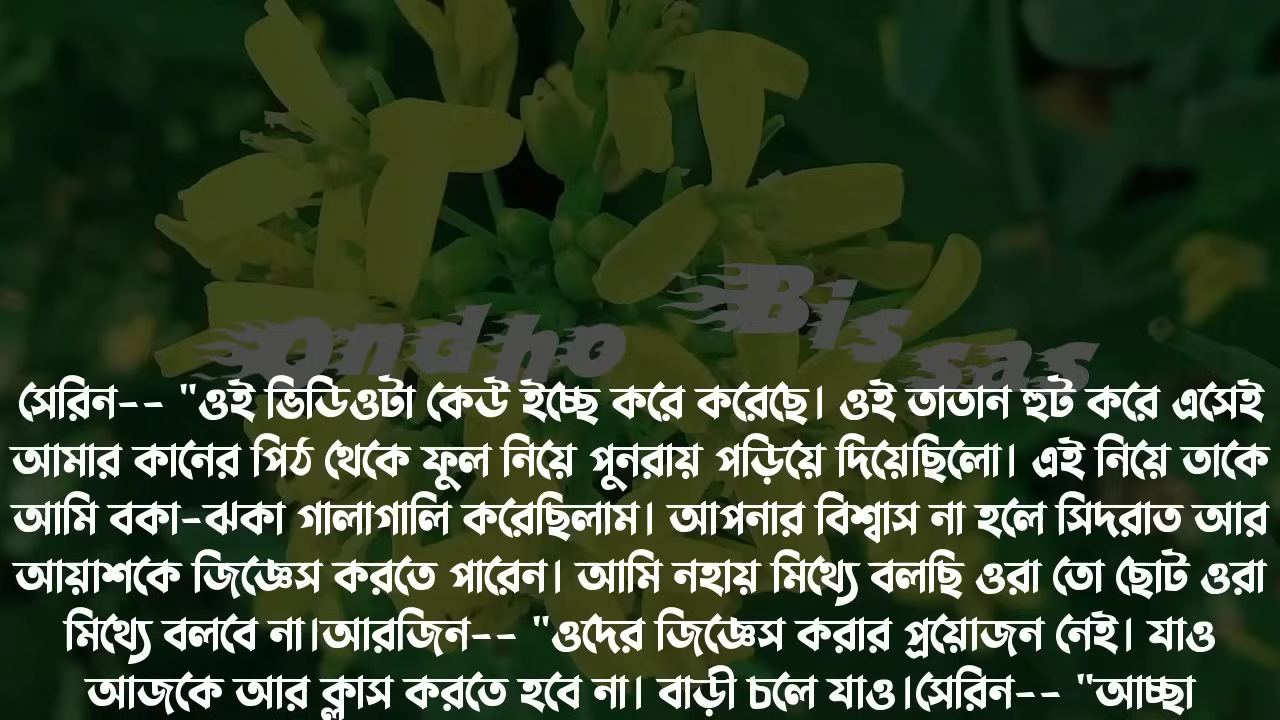 Ondho Bissas
সেরিন-- "ওই ভিডিওটা কেউ ইচ্ছে করে করেছে। ওই তাতান হুট করে এসেই
আমার কানের পিঠ থেকে ফুল নিয়ে পুনরায় পড়িয়ে দিয়েছিলো। এই নিয়ে তাকে
আমি বকা-ঝকা গালাগালি করেছিলাম। আপনার বিশ্বাস না হলে সিদরাত আর
আয়াশকে জিজ্ঞেস করতে পারেন। আমি নহায় মিথ্যে বলছি ওরা তো ছোট ওরা
মিথ্যে বলবে না।আরজিন-- "ওদের জিজ্ঞেস করার প্রয়োজন নেই। যাও
আজকে আর ক্লাস করতে হবে না। বাড়ী চলে যাও।সেরিন-- "আচ্ছা